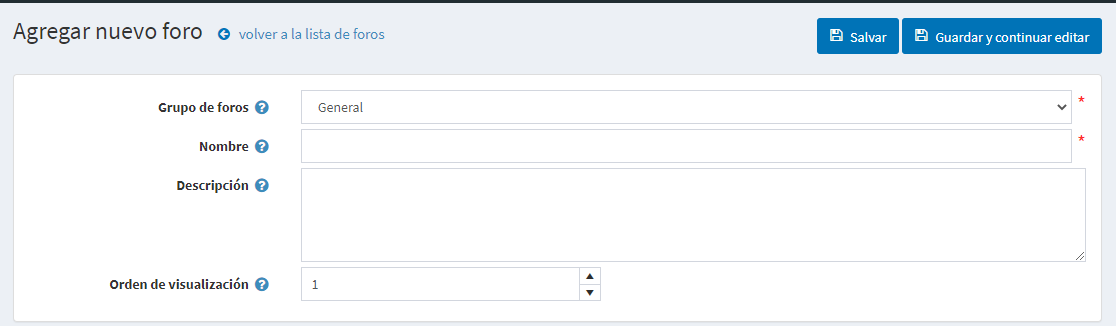 Agregar nuevo foro volver a la lista de foros Salvar Guardar y continuar editar
Grupo de foros General *
Nombre *
Descripción
Orden de visualización 1